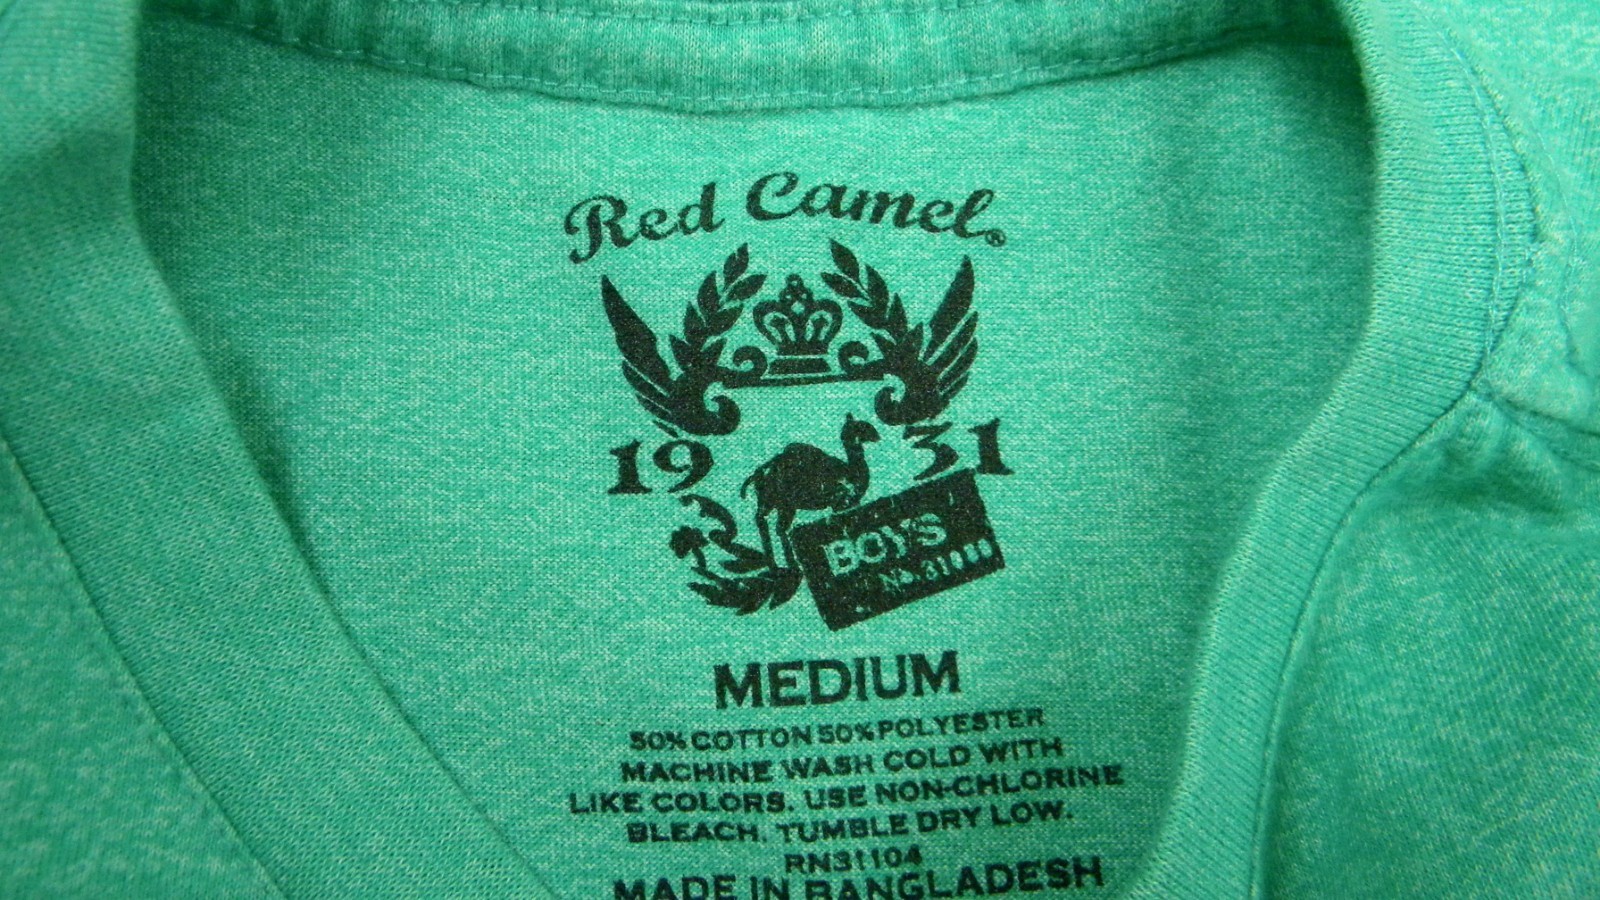 Red Camel®
19 31
BOYS
No.
MEDIUM
50% COTTON 50% POLYESTER
MACHINE WASH COLD WITH
LIKE COLORS. USE NON-CHLORINE
BLEACH. TUMBLE DRY LOW.
RN31104
MADE IN BANGLADESH